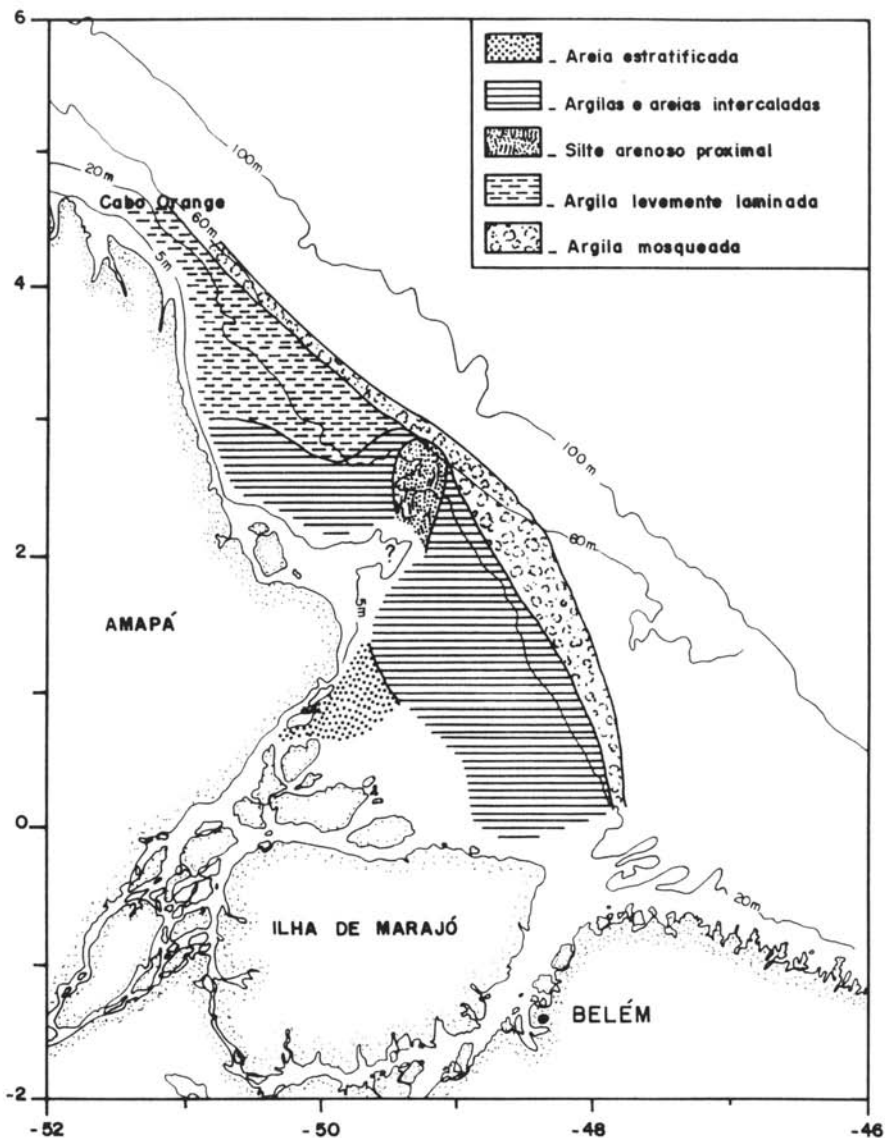 6
4
2
0
-2
-52
-50
-48
-46
- Areia estratificada
- Argilas e areias intercaladas
- Silte arenoso proximal
- Argila levemente laminada
- Argila mosqueada
100m
20m
Cabo Orange
60m
5m
100m
60m
?
5m
AMAPÁ
20m
ILHA DE MARAJÓ
BELÉM